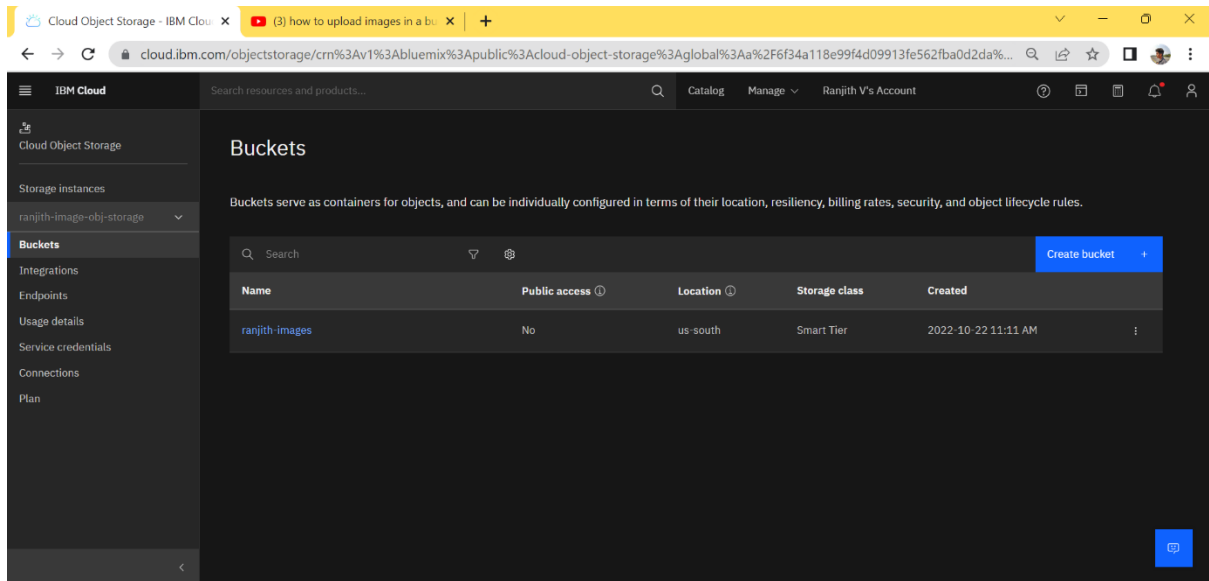 Cloud Object Storage - IBM Clou
(3) how to upload images in a bu
cloud.ibm.com/objectstorage/crn%3Av1%3Abluemix%3Apublic%3Acloud-object-storage%3Aglobal%3Aa%2F6f34a118e99f4d09913fe562fba0d2da%...
IBM Cloud
Search resources and products...
Catalog
Manage
Ranjith V's Account
Cloud Object Storage
Storage instances
ranjith-image-obj-storage
Buckets
Integrations
Endpoints
Usage details
Service credentials
Connections
Plan
Buckets
Buckets serve as containers for objects, and can be individually configured in terms of their location, resiliency, billing rates, security, and object lifecycle rules.
Search
Create bucket +
Name Public access Location Storage class Created
ranjith-images No us-south Smart Tier 2022-10-22 11:11 AM